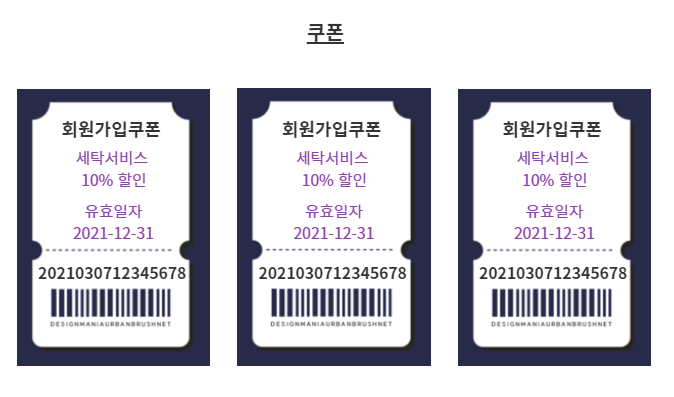 쿠폰
회원가입쿠폰
세탁서비스
10% 할인
유효일자
2021-12-31
2021030712345678
DESIGNMANIAURBANBRUSHNET
회원가입쿠폰
세탁서비스
10% 할인
유효일자
2021-12-31
2021030712345678
DESIGNMANIAURBANBRUSHNET
회원가입쿠폰
세탁서비스
10% 할인
유효일자
2021-12-31
2021030712345678
DESIGNMANIAURBANBRUSHNET